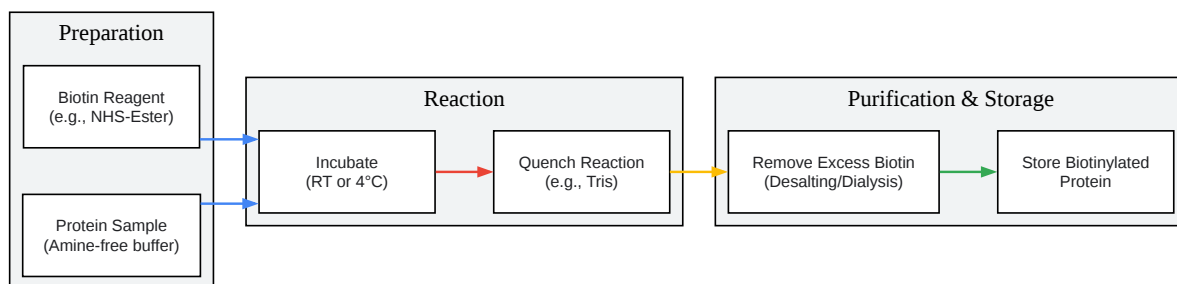 Preparation
Biotin Reagent
(e.g., NHS-Ester)
Protein Sample
(Amine-free buffer)
Reaction
Incubate
(RT or 4°C)
Quench Reaction
(e.g., Tris)
Purification & Storage
Remove Excess Biotin
(Desalting/Dialysis)
Store Biotinylated
Protein